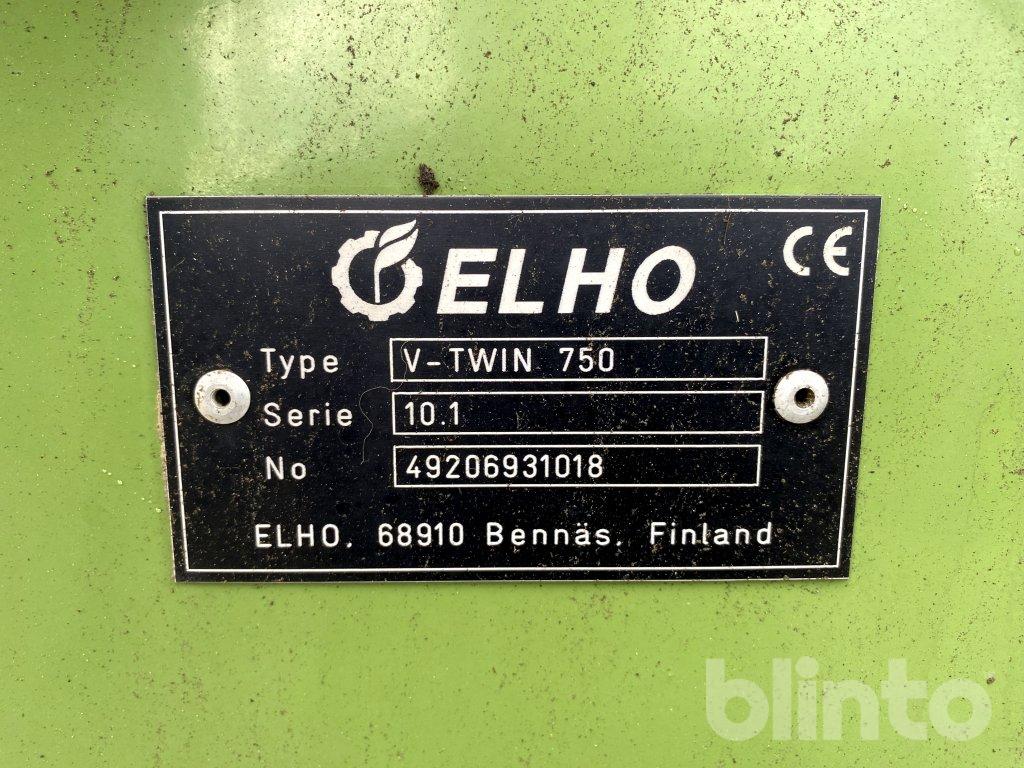 ELHO CE
Type V-TWIN 750
Serie 10.1
No 49206931018
ELHO. 68910 Bennäs. Finland
blinto